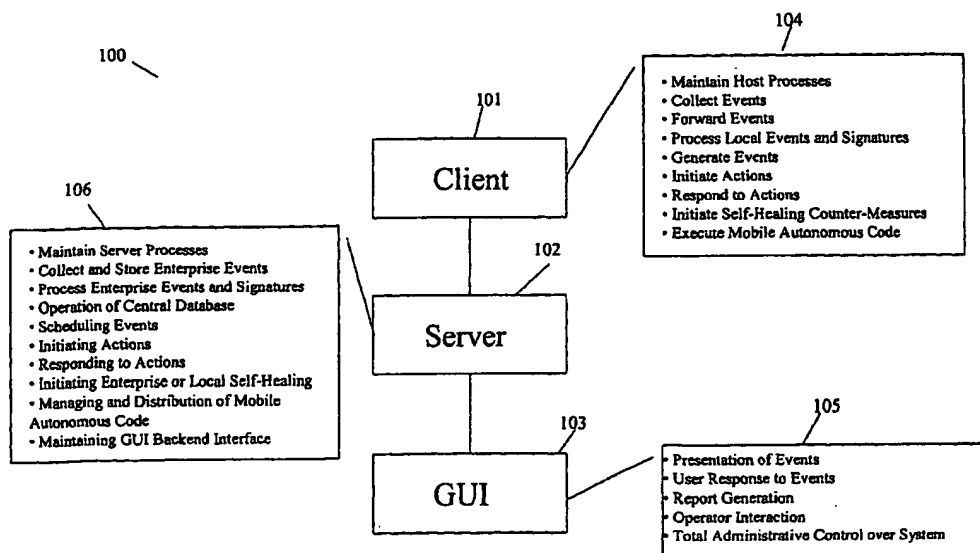 100
104
• Maintain Host Processes
• Collect Events
• Forward Events
• Process Local Events and Signatures
• Generate Events
• Initiate Actions
• Respond to Actions
• Initiate Self-Healing Counter-Measures
• Execute Mobile Autonomous Code
101
Client
106
• Maintain Server Processes
• Collect and Store Enterprise Events
• Process Enterprise Events and Signatures
• Operation of Central Database
• Scheduling Events
• Initiating Actions
• Responding to Actions
• Initiating Enterprise or Local Self-Healing
• Managing and Distribution of Mobile
Autonomous Code
• Maintaining GUI Backend Interface
102
Server
103
GUI
105
• Presentation of Events
• User Response to Events
• Report Generation
• Operator Interaction
• Total Administrative Control over System